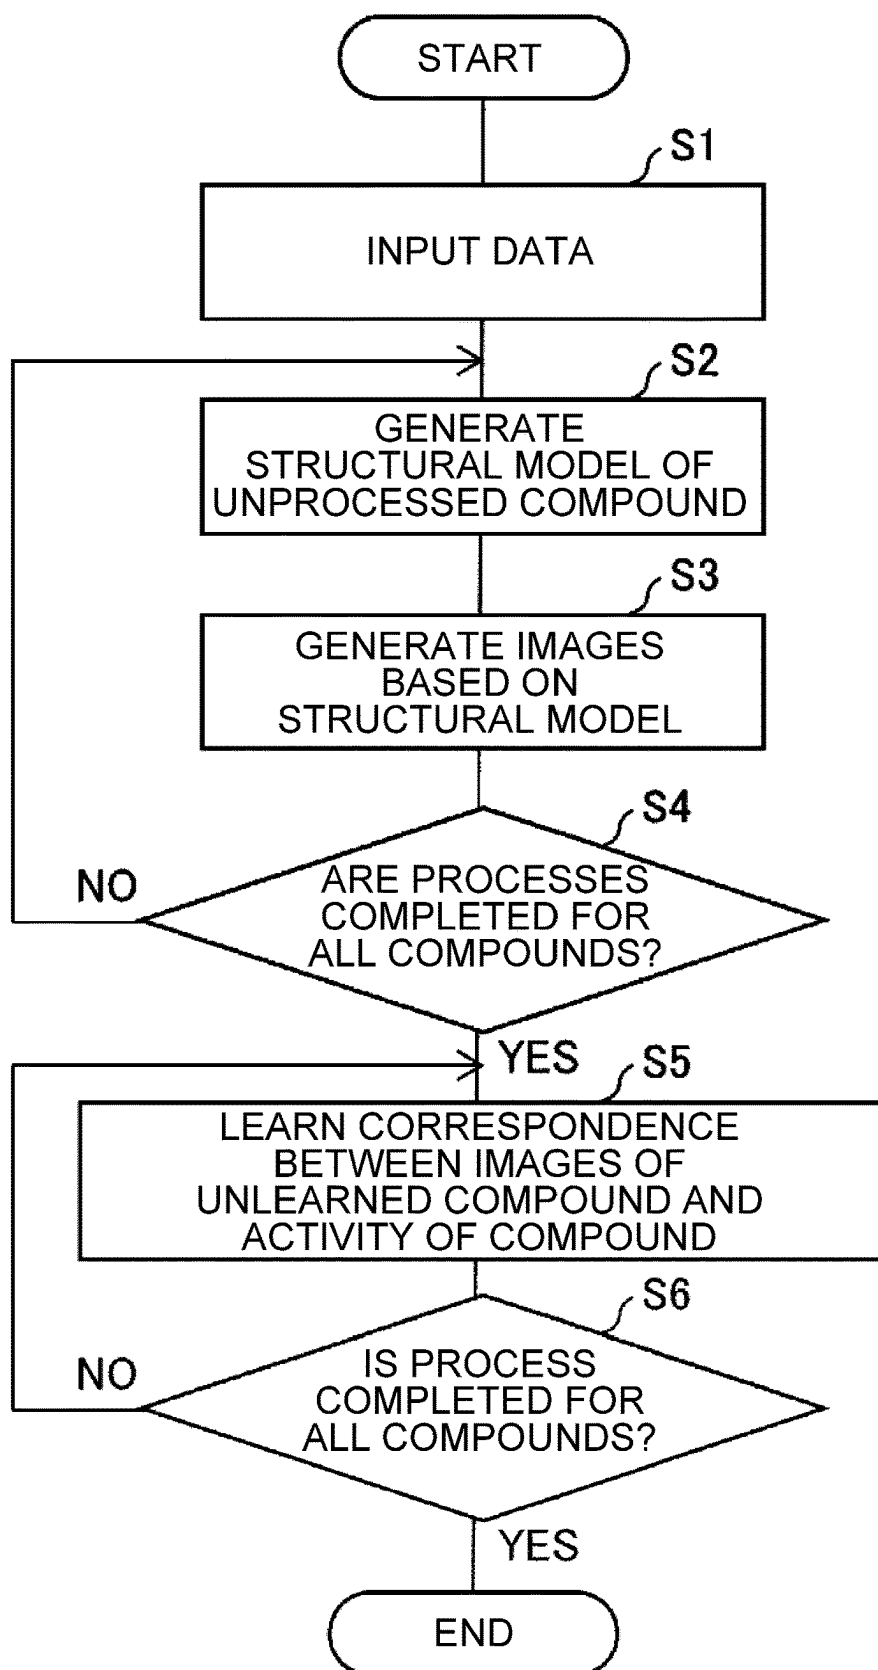 START
S1
INPUT DATA
S2
GENERATE
STRUCTURAL MODEL OF
UNPROCESSED COMPOUND
S3
GENERATE IMAGES
BASED ON
STRUCTURAL MODEL
S4
ARE PROCESSES
COMPLETED FOR
ALL COMPOUNDS?
NO
YES
S5
LEARN CORRESPONDENCE
BETWEEN IMAGES OF
UNLEARNED COMPOUND AND
ACTIVITY OF COMPOUND
S6
IS PROCESS
COMPLETED FOR
ALL COMPOUNDS?
NO
YES
END